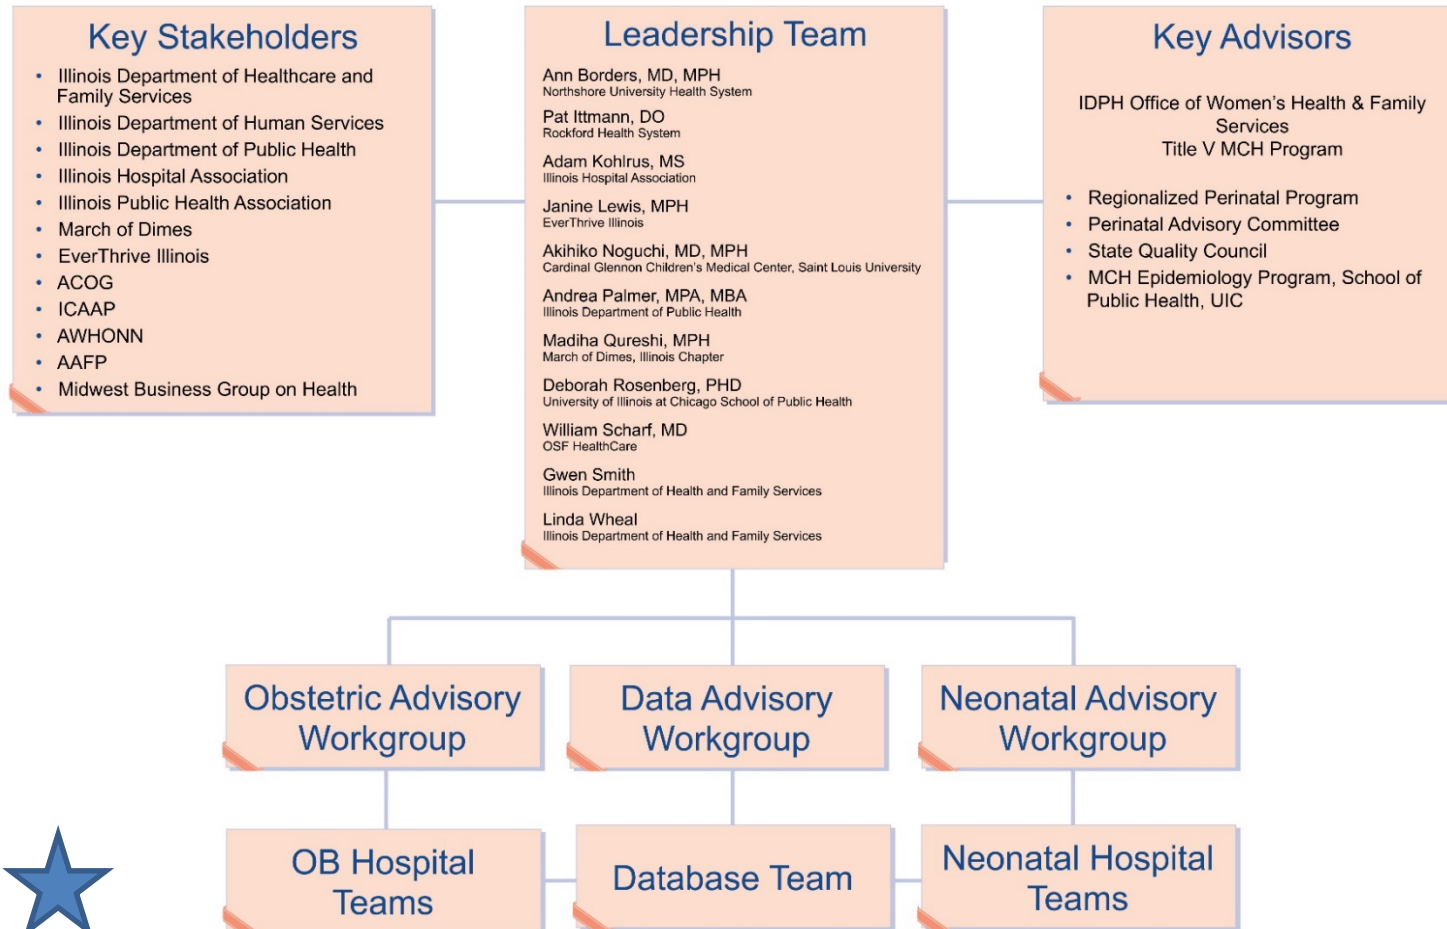 Key Stakeholders
• Illinois Department of Healthcare and
Family Services
• Illinois Department of Human Services
• Illinois Department of Public Health
• Illinois Hospital Association
• Illinois Public Health Association
• March of Dimes
• EverThrive Illinois
• ACOG
• ICAAP
• AWHONN
• AAFP
• Midwest Business Group on Health
Leadership Team
Ann Borders, MD, MPH
Northshore University Health System
Pat Ittmann, DO
Rockford Health System
Adam Kohlrus, MS
Illinois Hospital Association
Janine Lewis, MPH
EverThrive Illinois
Akihiko Noguchi, MD, MPH
Cardinal Glennon Children's Medical Center, Saint Louis University
Andrea Palmer, MPA, MBA
Illinois Department of Public Health
Madiha Qureshi, MPH
March of Dimes, Illinois Chapter
Deborah Rosenberg, PHD
University of Illinois at Chicago School of Public Health
William Scharf, MD
OSF HealthCare
Gwen Smith
Illinois Department of Health and Family Services
Linda Wheal
Illinois Department of Health and Family Services
Key Advisors
IDPH Office of Women's Health & Family
Services
Title V MCH Program
• Regionalized Perinatal Program
• Perinatal Advisory Committee
• State Quality Council
• MCH Epidemiology Program, School of
Public Health, UIC
Obstetric Advisory
Workgroup
Data Advisory
Workgroup
Neonatal Advisory
Workgroup
OB Hospital
Teams
Database Team
Neonatal Hospital
Teams